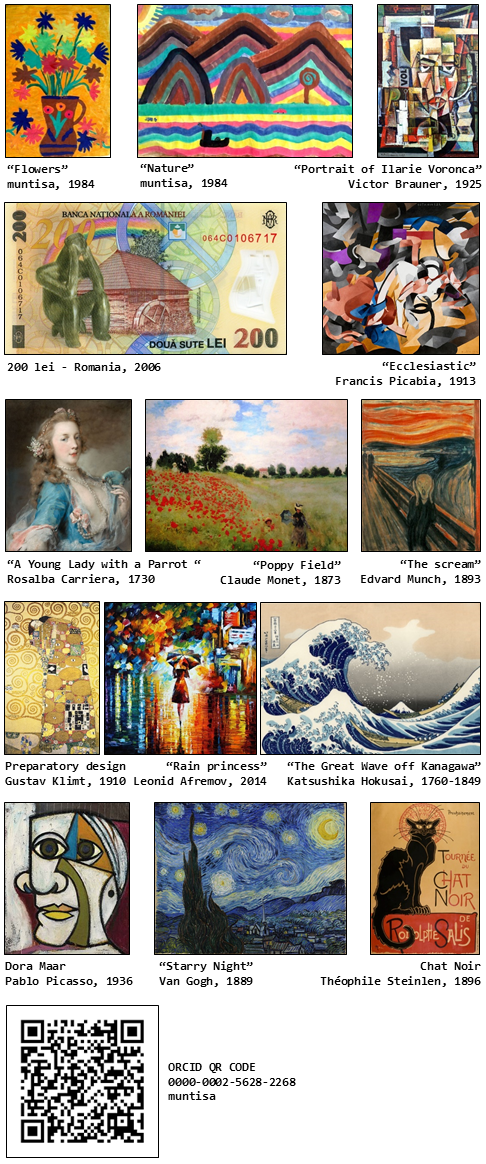 VOU
“Flowers”
muntisa, 1984
“Nature”
muntisa, 1984
“Portrait of Ilarie Voronca”
Victor Brauner, 1925
200
BANCA NAȚIONALĂ A ROMÂNIEI
200
064C0106717
064C0106717
DOUĂ SUTE LEI 200
200 lei - Romania, 2006
“Ecclesiastic”
Francis Picabia, 1913
“A Young Lady with a Parrot “
Rosalba Carriera, 1730
“Poppy Field”
Claude Monet, 1873
“The scream”
Edvard Munch, 1893
Preparatory design
Gustav Klimt, 1910
“Rain princess”
Leonid Afremov, 2014
“The Great Wave off Kanagawa”
Katsushika Hokusai, 1760-1849
TOURNÉE
du
CHAT
NOIR
DE
RODOLPHE SALIS
Dora Maar
Pablo Picasso, 1936
“Starry Night”
Van Gogh, 1889
Chat Noir
Théophile Steinlen, 1896
ORCID QR CODE
0000-0002-5628-2268
muntisa